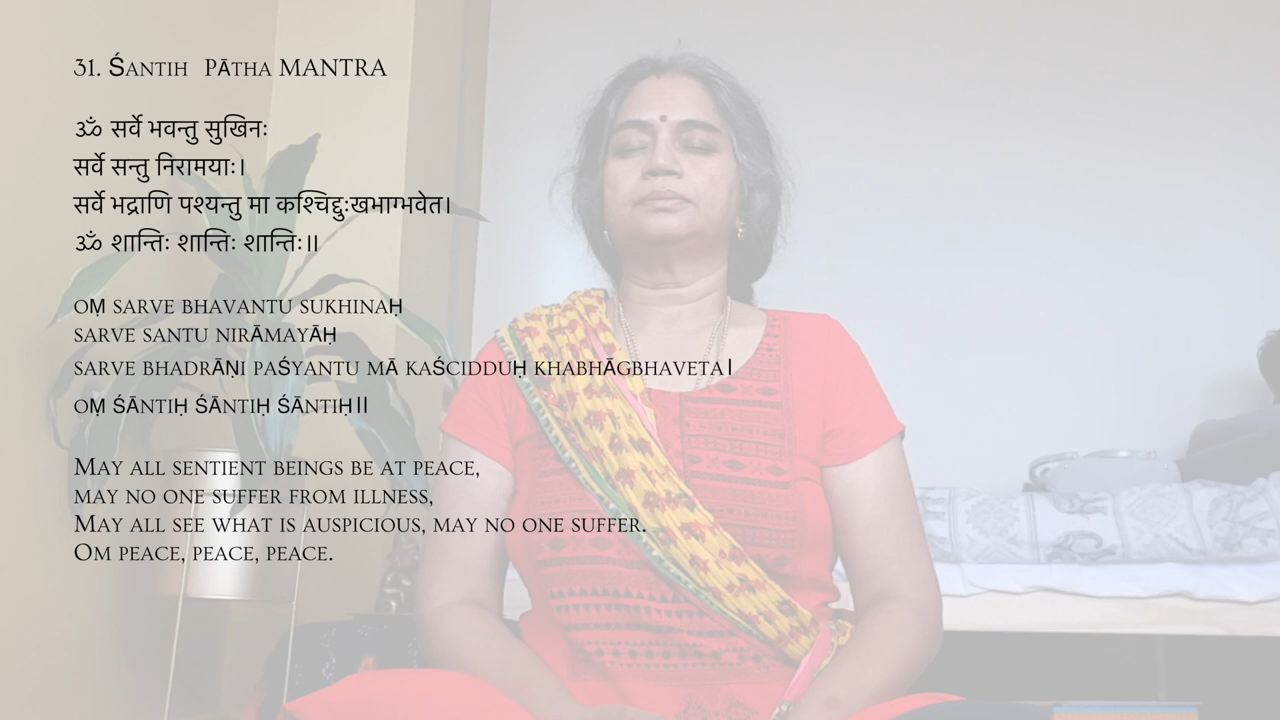 31. Śantih Pātha MANTRA
ॐ सर्वे भवन्तु सुखिनः
सर्वे सन्तु निरामयाः।
सर्वे भद्राणि पश्यन्तु मा कश्चिद्दुःखभाग्भवेत।
ॐ शान्तिः शान्तिः शान्तिः॥
oṃ sarve bhavantu sukhinaḥ
sarve santu nirāmayāḥ
sarve bhadrāṇi paśyantu mā kaścidduḥ khabhāgbhaveta।
oṃ śāntiḥ śāntiḥ śāntiḥ॥
May all sentient beings be at peace,
may no one suffer from illness,
May all see what is auspicious, may no one suffer.
Om peace, peace, peace.